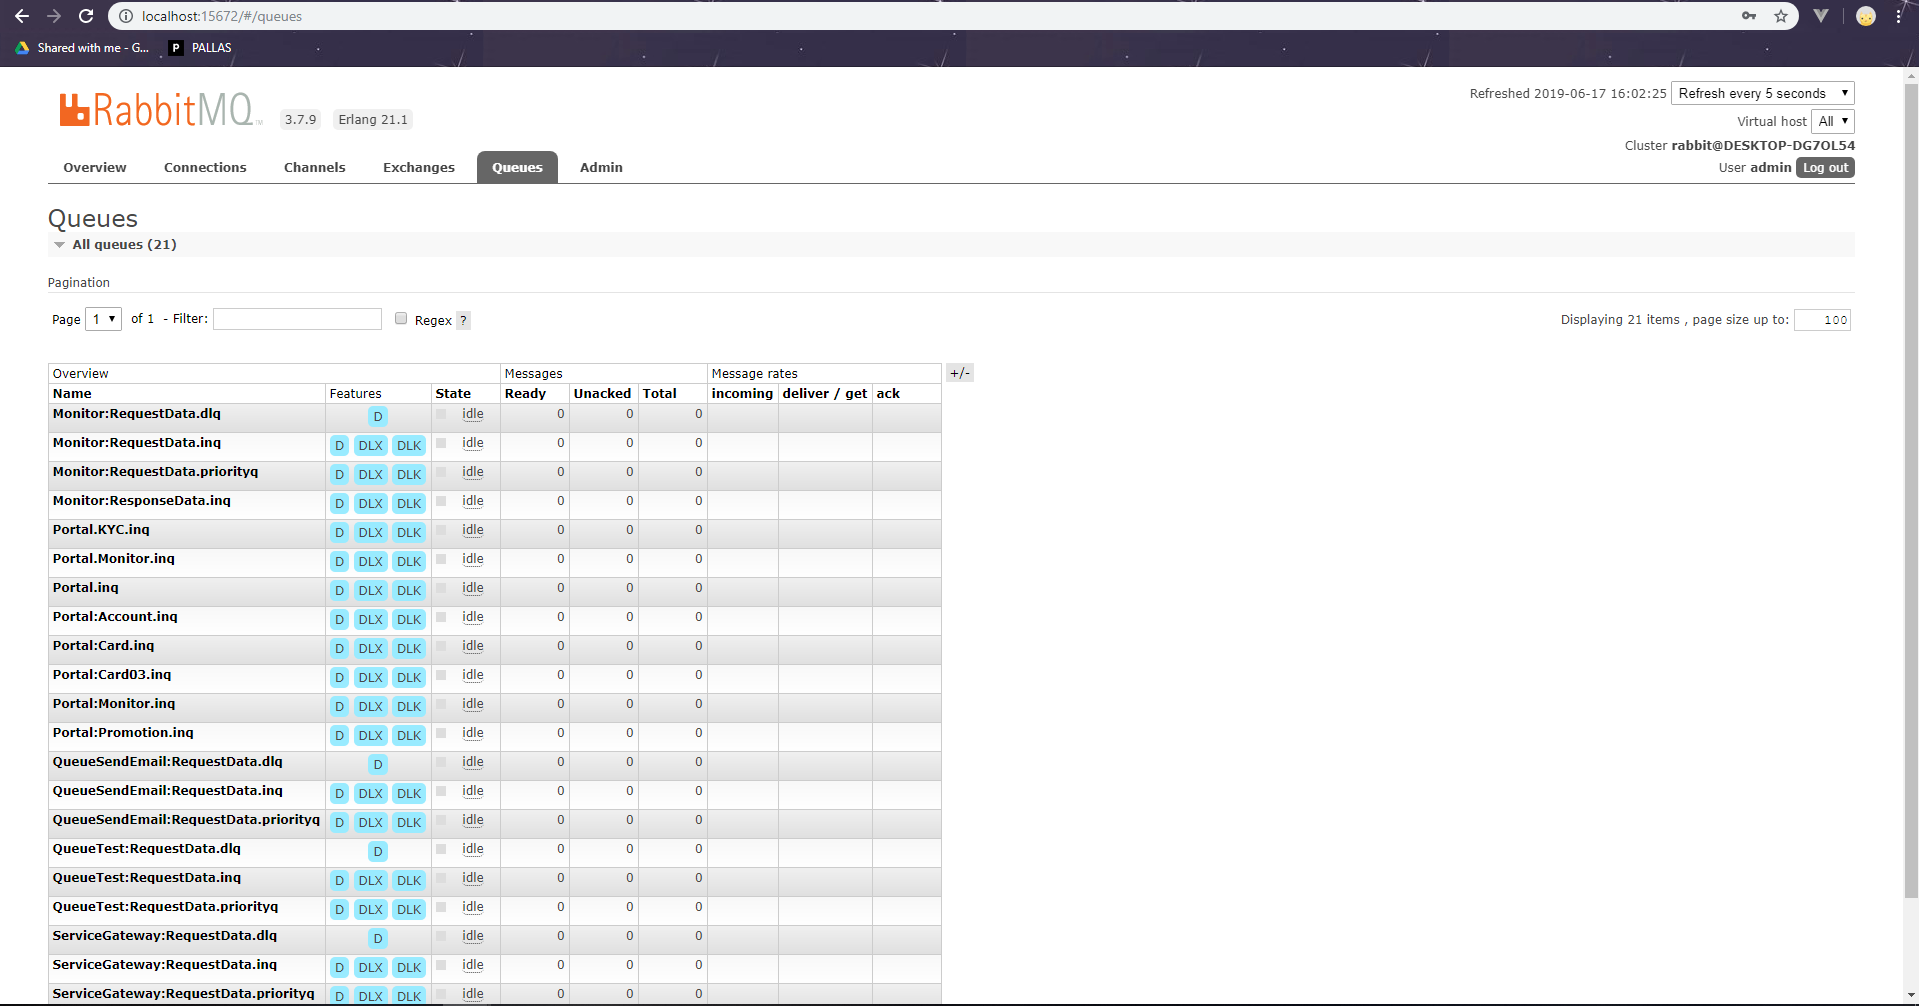 localhost:15672/#/queues
Shared with me - G... P PALLAS
RabbitMQ TM 3.7.9 Erlang 21.1
Refreshed 2019-06-17 16:02:25 Refresh every 5 seconds
Virtual host All
Cluster rabbit@DESKTOP-DG7OL54
User admin Log out
Overview Connections Channels Exchanges Queues Admin
Queues
All queues (21)
Pagination
Page 1 of 1 - Filter: Regex ? Displaying 21 items , page size up to: 100
Overview Messages Message rates +/-
Name Features State Ready Unacked Total incoming deliver / get ack
Monitor:RequestData.dlq D idle 0 0 0
Monitor:RequestData.inq D DLX DLK idle 0 0 0
Monitor:RequestData.priorityq D DLX DLK idle 0 0 0
Monitor:ResponseData.inq D DLX DLK idle 0 0 0
Portal.KYC.inq D DLX DLK idle 0 0 0
Portal.Monitor.inq D DLX DLK idle 0 0 0
Portal.inq D DLX DLK idle 0 0 0
Portal:Account.inq D DLX DLK idle 0 0 0
Portal:Card.inq D DLX DLK idle 0 0 0
Portal:Card03.inq D DLX DLK idle 0 0 0
Portal:Monitor.inq D DLX DLK idle 0 0 0
Portal:Promotion.inq D DLX DLK idle 0 0 0
QueueSendEmail:RequestData.dlq D idle 0 0 0
QueueSendEmail:RequestData.inq D DLX DLK idle 0 0 0
QueueSendEmail:RequestData.priorityq D DLX DLK idle 0 0 0
QueueTest:RequestData.dlq D idle 0 0 0
QueueTest:RequestData.inq D DLX DLK idle 0 0 0
QueueTest:RequestData.priorityq D DLX DLK idle 0 0 0
ServiceGateway:RequestData.dlq D idle 0 0 0
ServiceGateway:RequestData.inq D DLX DLK idle 0 0 0
ServiceGateway:RequestData.priorityq D DLX DLK idle 0 0 0